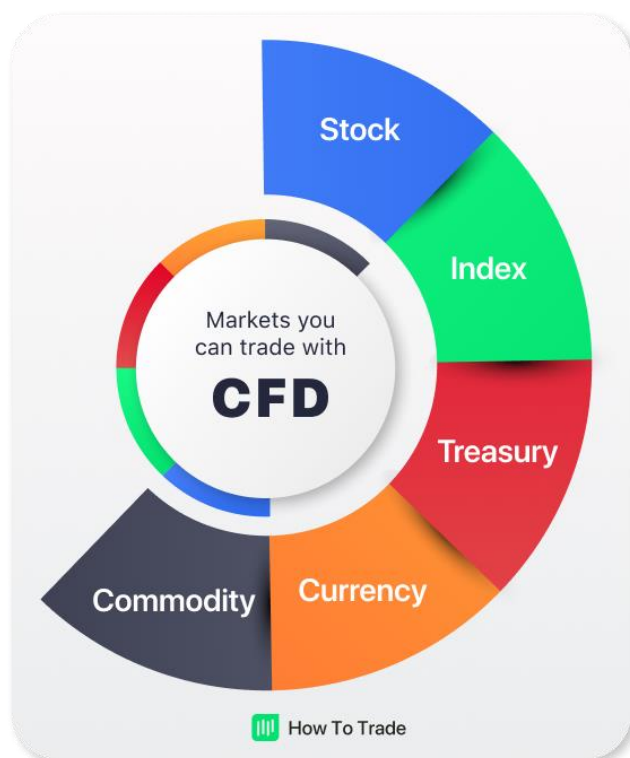 Stock
Index
Markets you
can trade with
CFD
Treasury
Currency
Commodity
How To Trade